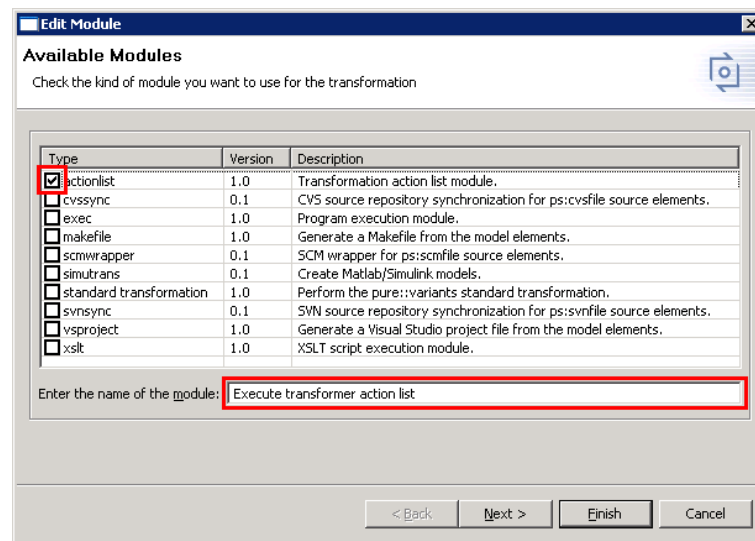 Edit Module
Available Modules
Check the kind of module you want to use for the transformation
Type Version Description
actionlist 1.0 Transformation action list module.
cvssync 0.1 CVS source repository synchronization for ps:cvsfile source elements.
exec 1.0 Program execution module.
makefile 1.0 Generate a Makefile from the model elements.
scmwrapper 0.1 SCM wrapper for ps:scmfile source elements.
simutrans 0.1 Create Matlab/Simulink models.
standard transformation 1.0 Perform the pure::variants standard transformation.
svnsync 0.1 SVN source repository synchronization for ps:svnfile source elements.
vsproject 1.0 Generate a Visual Studio project file from the model elements.
xslt 1.0 XSLT script execution module.
Enter the name of the module: Execute transformer action list
< Back Next > Finish Cancel